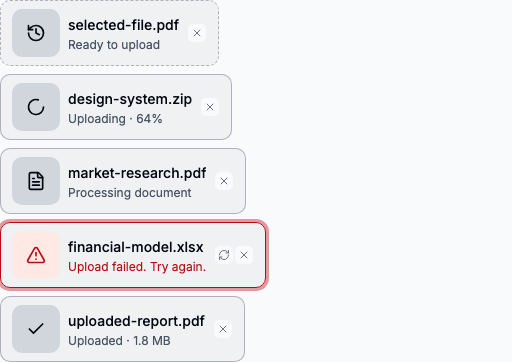 selected-file.pdf
Ready to upload
design-system.zip
Uploading · 64%
market-research.pdf
Processing document
financial-model.xlsx
Upload failed. Try again.
uploaded-report.pdf
Uploaded · 1.8 MB